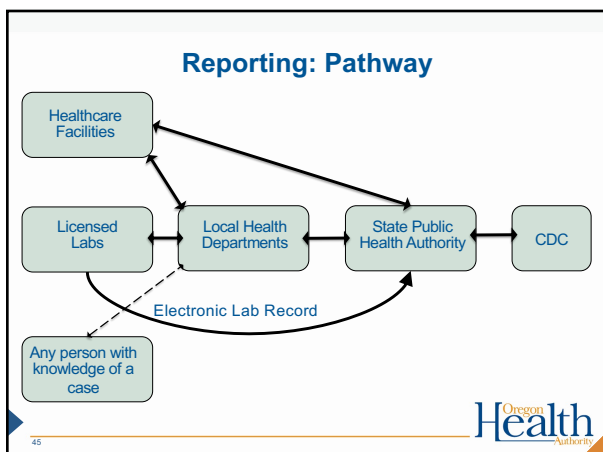 Reporting: Pathway
Healthcare
Facilities
Licensed
Labs
Local Health
Departments
State Public
Health Authority
CDC
Electronic Lab Record
Any person with
knowledge of a
case
45
Oregon
Health
Authority